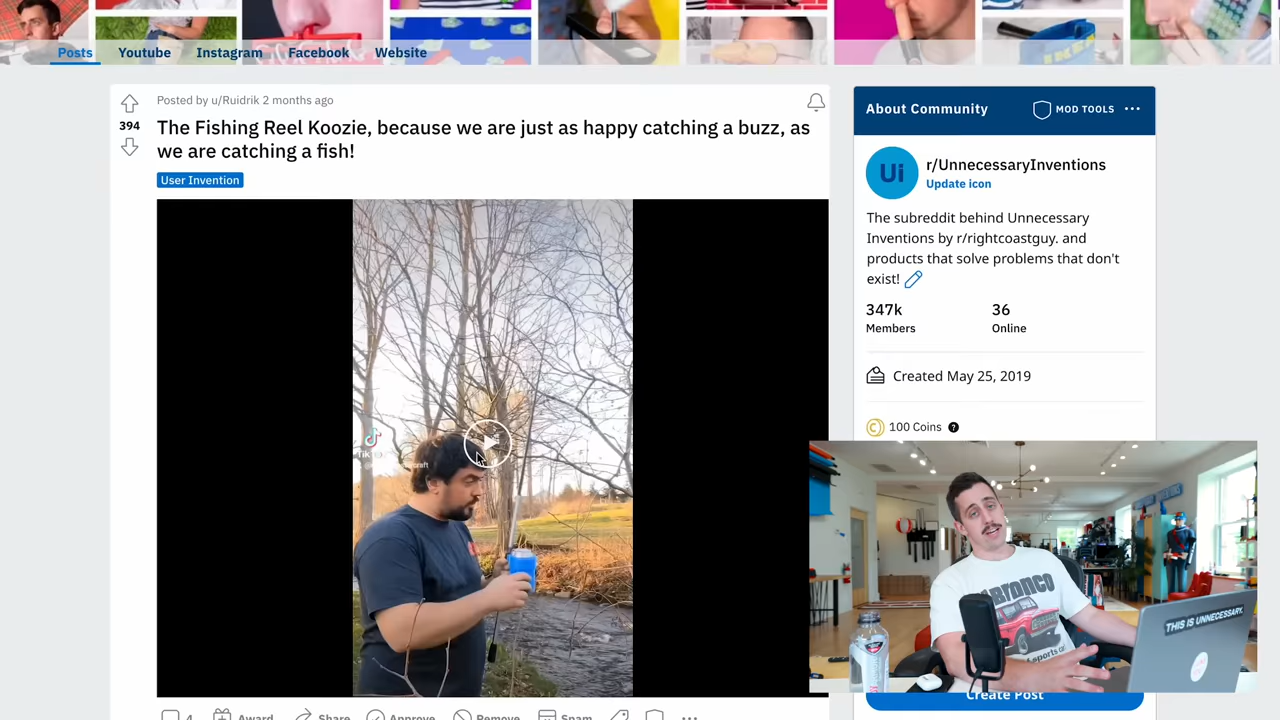 Posts Youtube Instagram Facebook Website
Posted by u/Ruidrik 2 months ago
394
The Fishing Reel Koozie, because we are just as happy catching a buzz, as
we are catching a fish!
User Invention
TikTok
4 Award Share Approve Remove Spam
About Community MOD TOOLS
Ui
r/UnnecessaryInventions
Update icon
The subreddit behind Unnecessary
Inventions by r/rightcoastguy. and
products that solve problems that don't
exist!
347k 36
Members Online
Created May 25, 2019
100 Coins ?
BRONCO
THIS IS UNNECESSARY.
Create Post
IKEA